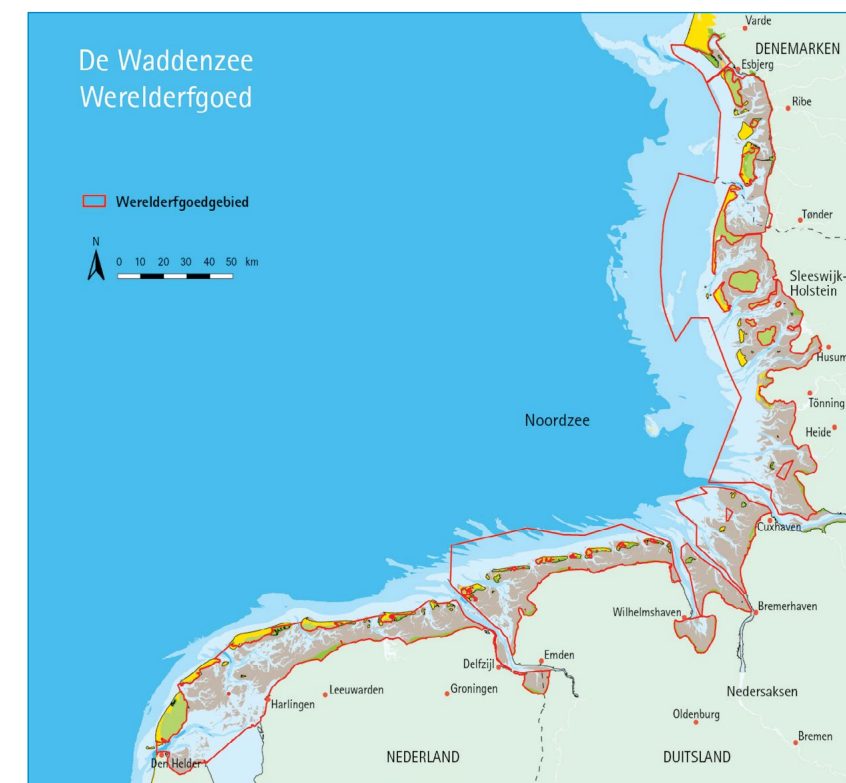 De Waddenzee
Werelderfgoed
Werelderfgoedgebied
N
0 10 20 30 40 50 km
Varde
DENEMARKEN
Esbjerg
Ribe
Tønder
Sleeswijk-
Holstein
Husum
Tönning
Noordzee
Heide
Cuxhaven
Wilhelmshaven
Bremerhaven
Emden
Delfzijl
Leeuwarden
Groningen
Nedersaksen
Harlingen
Oldenburg
Bremen
Den Helder
NEDERLAND
DUITSLAND